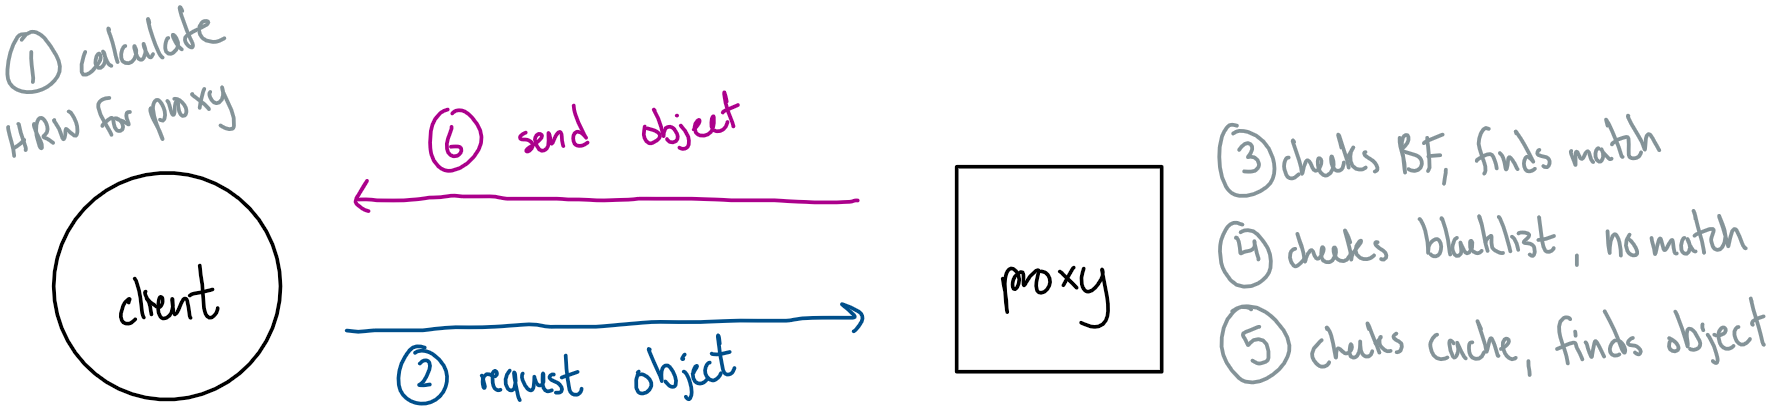 ① calculate
HRW for proxy
⑥ send object
client
② request object
proxy
③ checks BF, finds match
④ checks blacklist, no match
⑤ checks cache, finds object